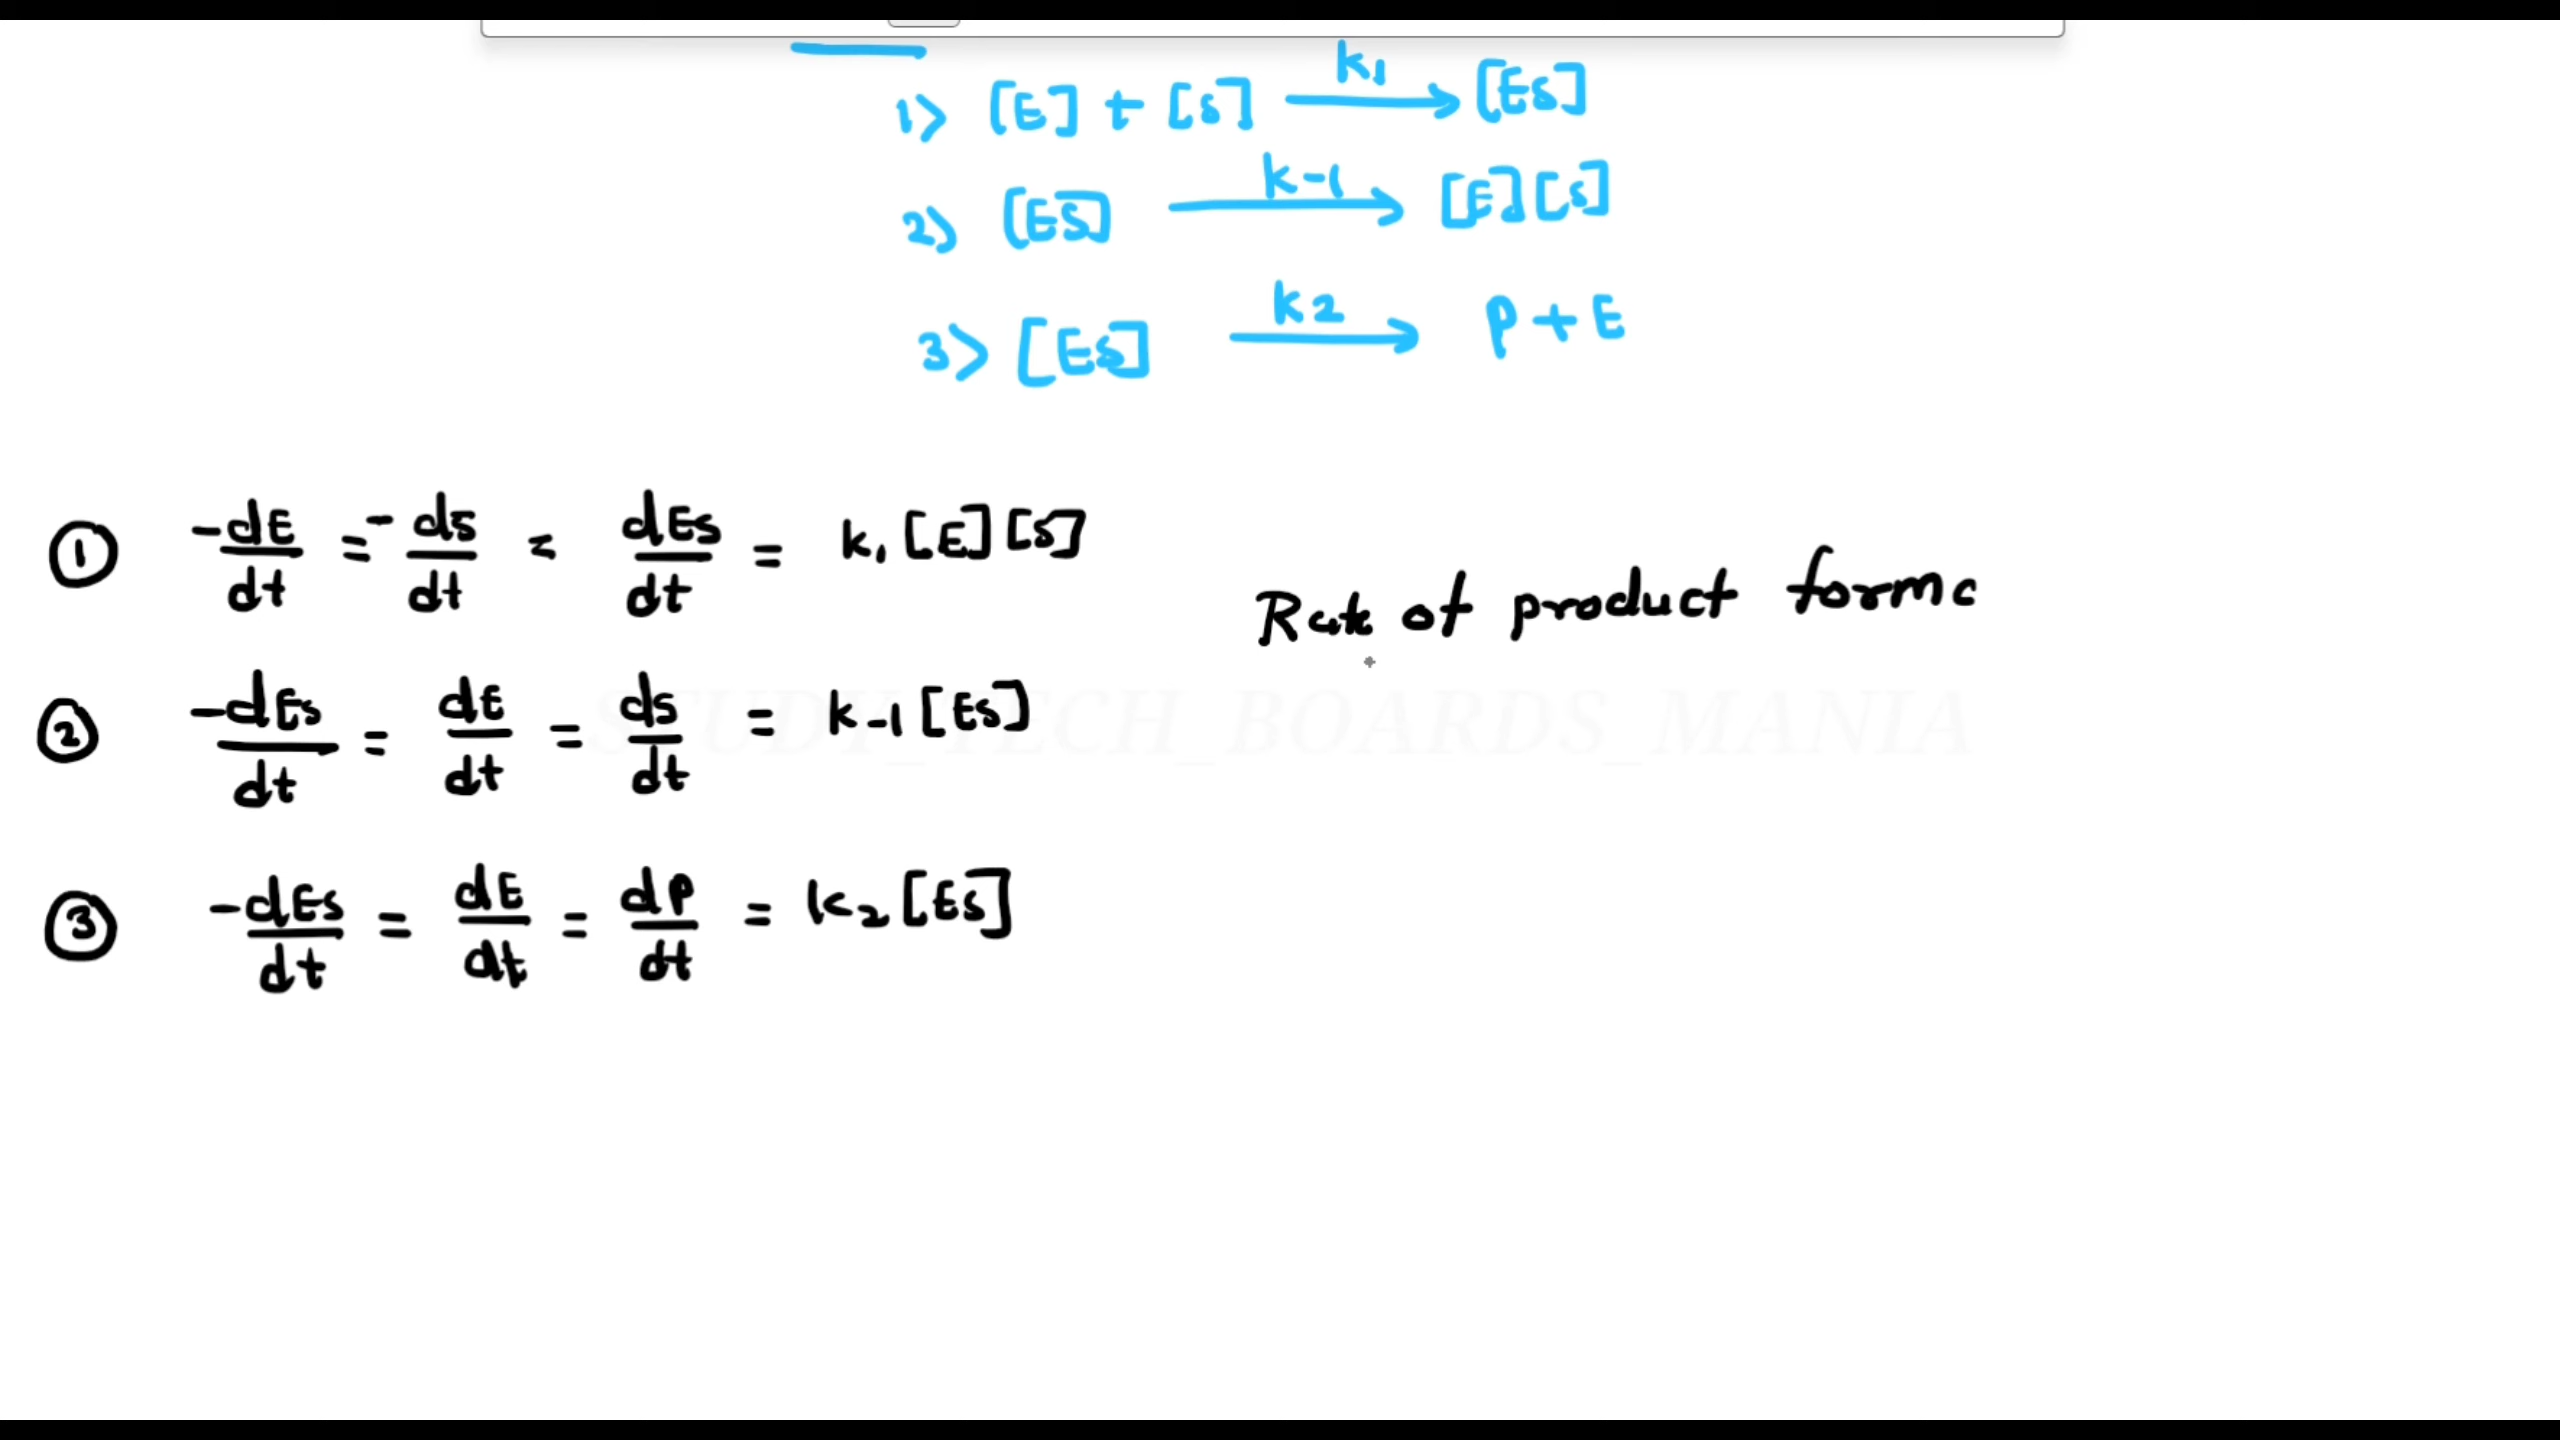 1> [E] + [S] k1 → [ES]
2) [ES] k-1 → [E][S]
3> [ES] k2 → P + E
① -dE/dt = - ds/dt = dEs/dt = k1[E][S]
Rate of product forma
② -dEs/dt = dE/dt = ds/dt = k-1[Es]
STUDY_TECH_BOARDS_MANIA
③ -dEs/dt = dE/dt = dP/dt = k2[ES]